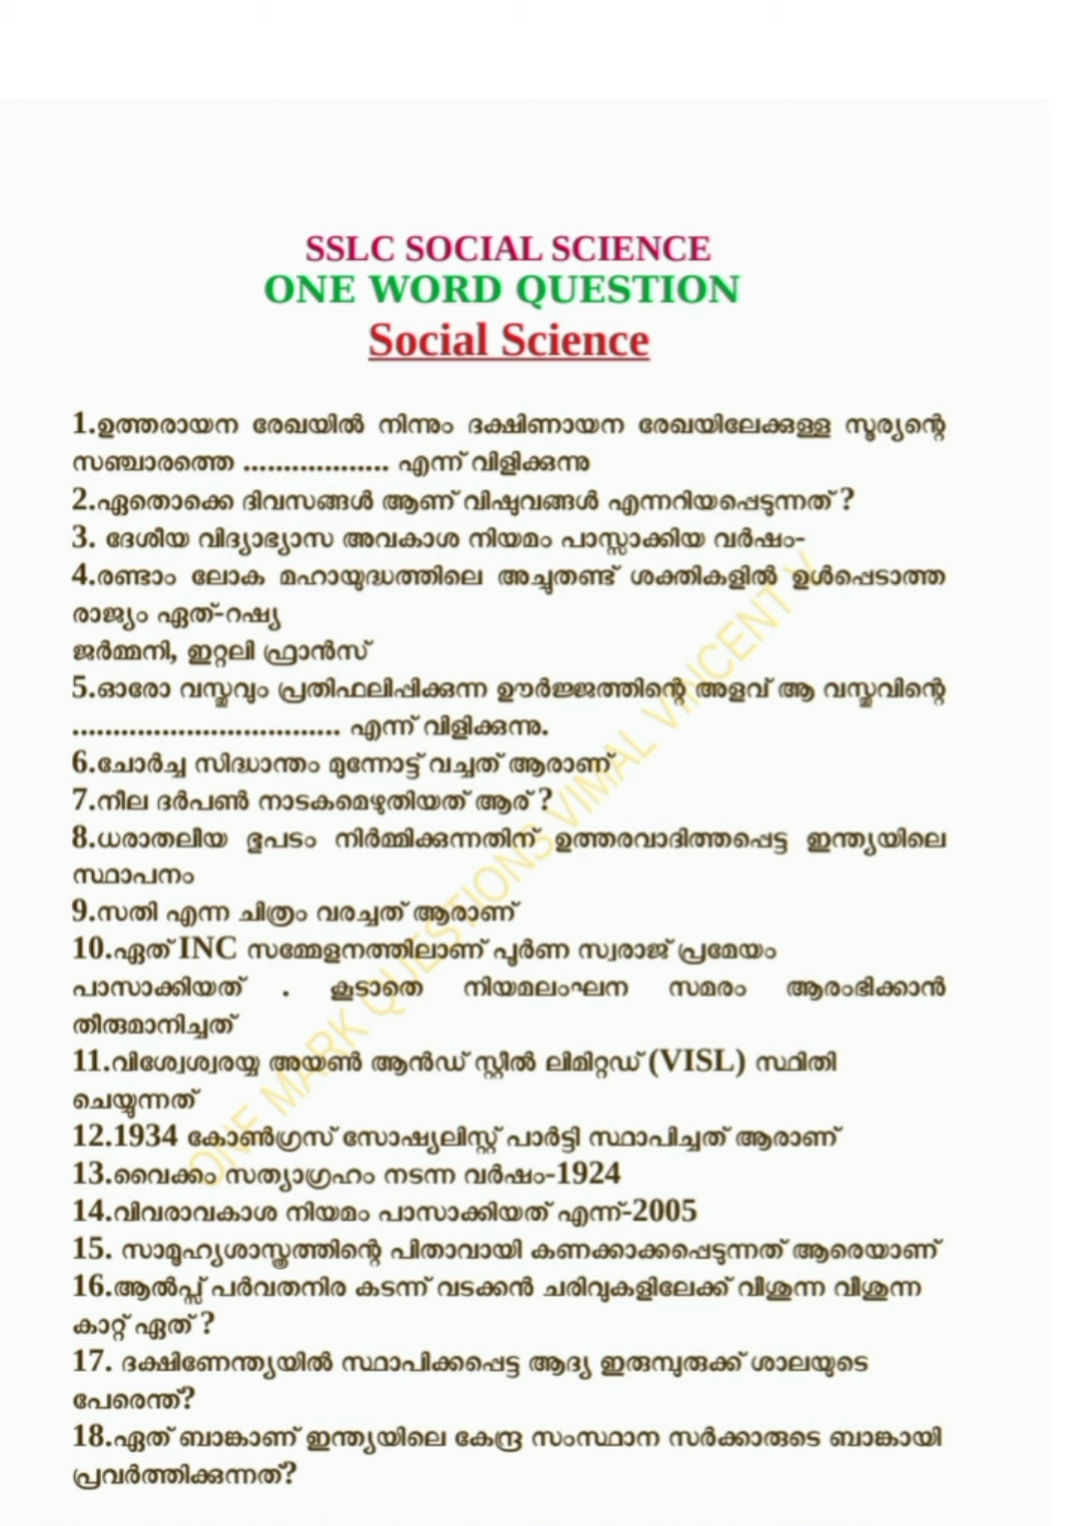 SSLC SOCIAL SCIENCE
ONE WORD QUESTION
Social Science
1.ഉത്തരായന രേഖയിൽ നിന്നും ദക്ഷിണായന രേഖയിലേക്കുള്ള സൂര്യന്റെ
സഞ്ചാരത്തെ .................. എന്ന് വിളിക്കുന്നു
2.ഏതൊക്കെ ദിവസങ്ങൾ ആണ് വിഷുവങ്ങൾ എന്നറിയപ്പെടുന്നത് ?
3. ദേശീയ വിദ്യാഭ്യാസ അവകാശ നിയമം പാസ്സാക്കിയ വർഷം-
4.രണ്ടാം ലോക മഹായുദ്ധത്തിലെ അച്ചുതണ്ട് ശക്തികളിൽ ഉൾപ്പെടാത്ത
രാജ്യം ഏത്-റഷ്യ
ജർമ്മനി, ഇറ്റലി ഫ്രാൻസ്
5.ഓരോ വസ്തുവും പ്രതിഫലിപ്പിക്കുന്ന ഊർജ്ജത്തിന്റെ അളവ് ആ വസ്തുവിന്റെ
................................. എന്ന് വിളിക്കുന്നു.
6.ചോർച്ച സിദ്ധാന്തം മുന്നോട്ട് വച്ചത് ആരാണ്
7.നീല ദർപൺ നാടകമെഴുതിയത് ആര് ?
8.ധരാതലീയ ഭൂപടം നിർമ്മിക്കുന്നതിന് ഉത്തരവാദിത്തപ്പെട്ട ഇന്ത്യയിലെ
സ്ഥാപനം
9.സതി എന്ന ചിത്രം വരച്ചത് ആരാണ്
10.ഏത് INC സമ്മേളനത്തിലാണ് പൂർണ സ്വരാജ് പ്രമേയം
പാസാക്കിയത് . കൂടാതെ നിയമലംഘന സമരം ആരംഭിക്കാൻ
തീരുമാനിച്ചത്
11.വിശ്വേശ്വരയ്യ അയൺ ആൻഡ് സ്റ്റീൽ ലിമിറ്റഡ് (VISL) സ്ഥിതി
ചെയ്യുന്നത്
12.1934 കോൺഗ്രസ് സോഷ്യലിസ്റ്റ് പാർട്ടി സ്ഥാപിച്ചത് ആരാണ്
13.വൈക്കം സത്യാഗ്രഹം നടന്ന വർഷം-1924
14.വിവരാവകാശ നിയമം പാസാക്കിയത് എന്ന്-2005
15. സാമൂഹ്യശാസ്ത്രത്തിന്റെ പിതാവായി കണക്കാക്കപ്പെടുന്നത് ആരെയാണ്
16.ആൽപ്സ് പർവതനിര കടന്ന് വടക്കൻ ചരിവുകളിലേക്ക് വീശുന്ന വീശുന്ന
കാറ്റ് ഏത് ?
17. ദക്ഷിണേന്ത്യയിൽ സ്ഥാപിക്കപ്പെട്ട ആദ്യ ഇരുമ്പുരുക്ക് ശാലയുടെ
പേരെന്ത്?
18.ഏത് ബാങ്കാണ് ഇന്ത്യയിലെ കേന്ദ്ര സംസ്ഥാന സർക്കാരുടെ ബാങ്കായി
പ്രവർത്തിക്കുന്നത്?
ONE MARK QUESTIONS VIMAL VINCENT V